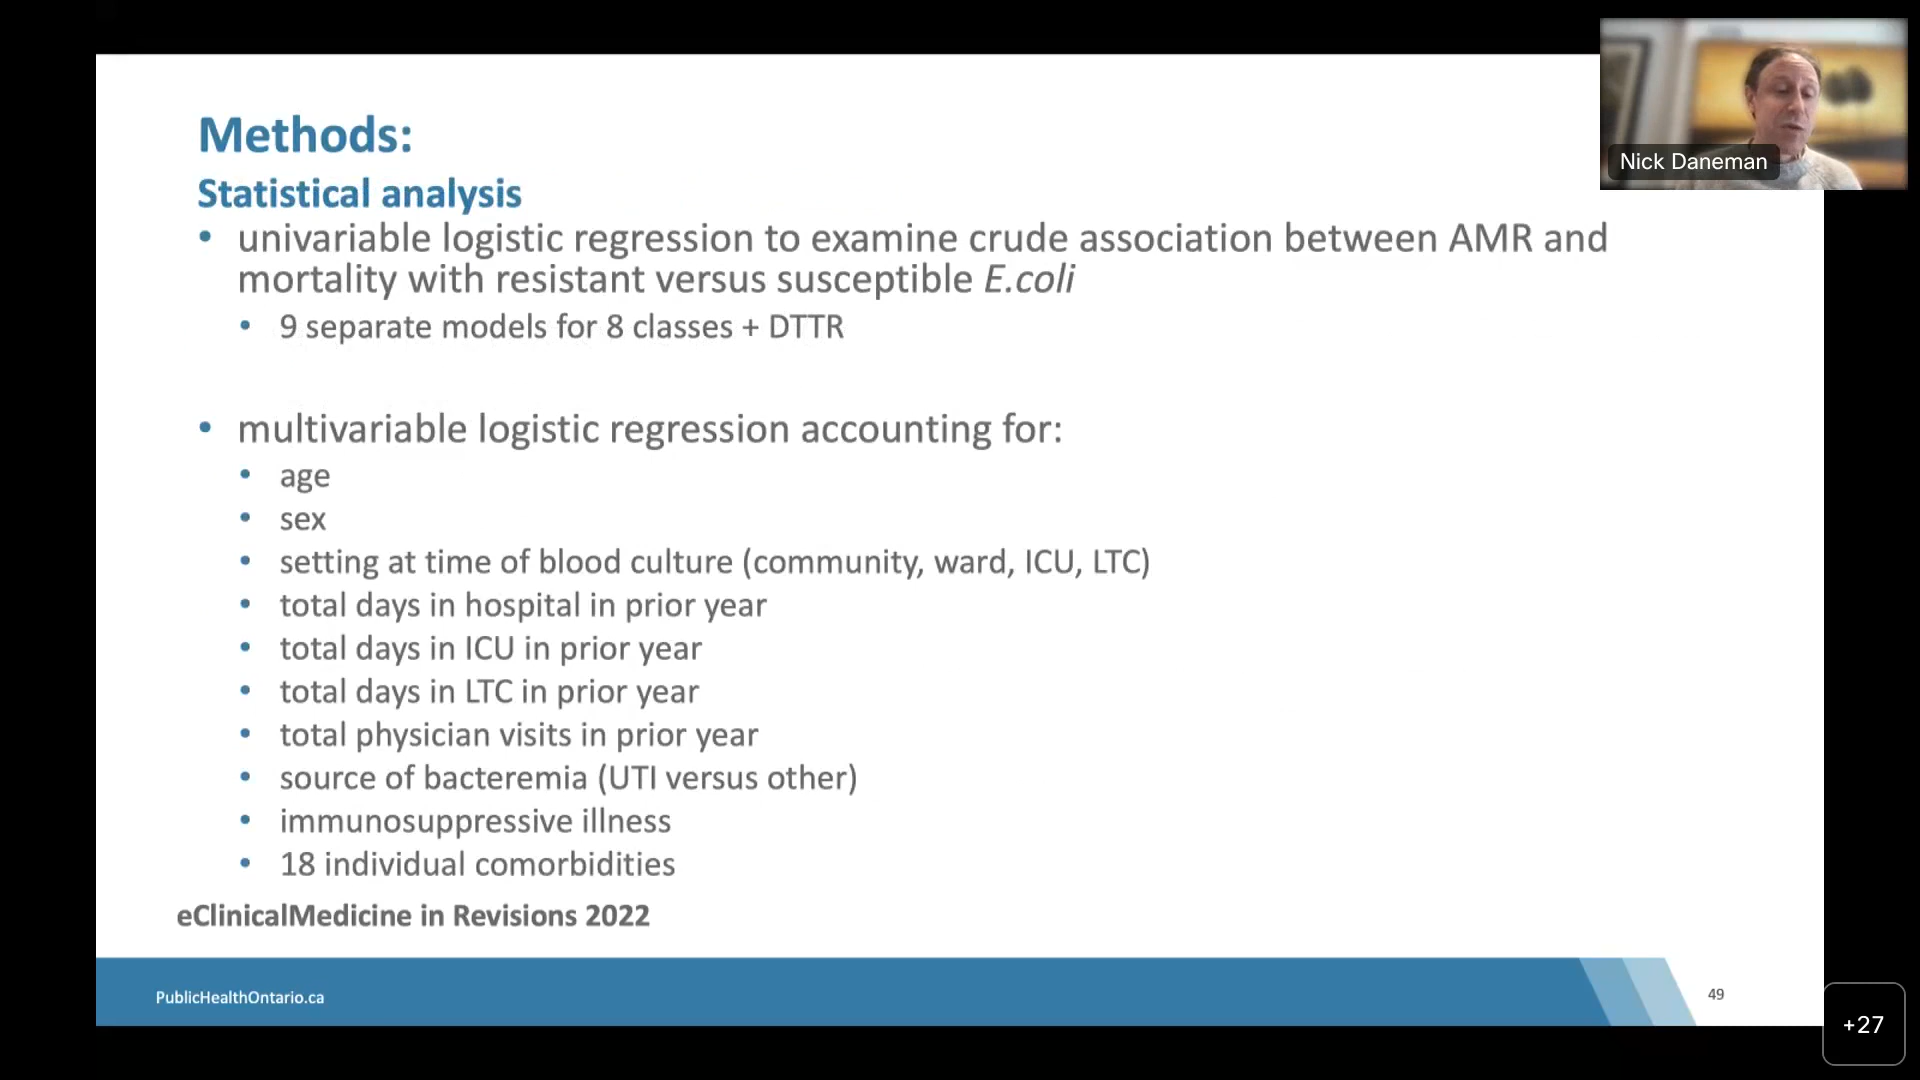 Methods:
Statistical analysis
• univariable logistic regression to examine crude association between AMR and
mortality with resistant versus susceptible E.coli
• 9 separate models for 8 classes + DTTR
• multivariable logistic regression accounting for:
• age
• sex
• setting at time of blood culture (community, ward, ICU, LTC)
• total days in hospital in prior year
• total days in ICU in prior year
• total days in LTC in prior year
• total physician visits in prior year
• source of bacteremia (UTI versus other)
• immunosuppressive illness
• 18 individual comorbidities
eClinicalMedicine in Revisions 2022
PublicHealthOntario.ca
49
Nick Daneman
+27